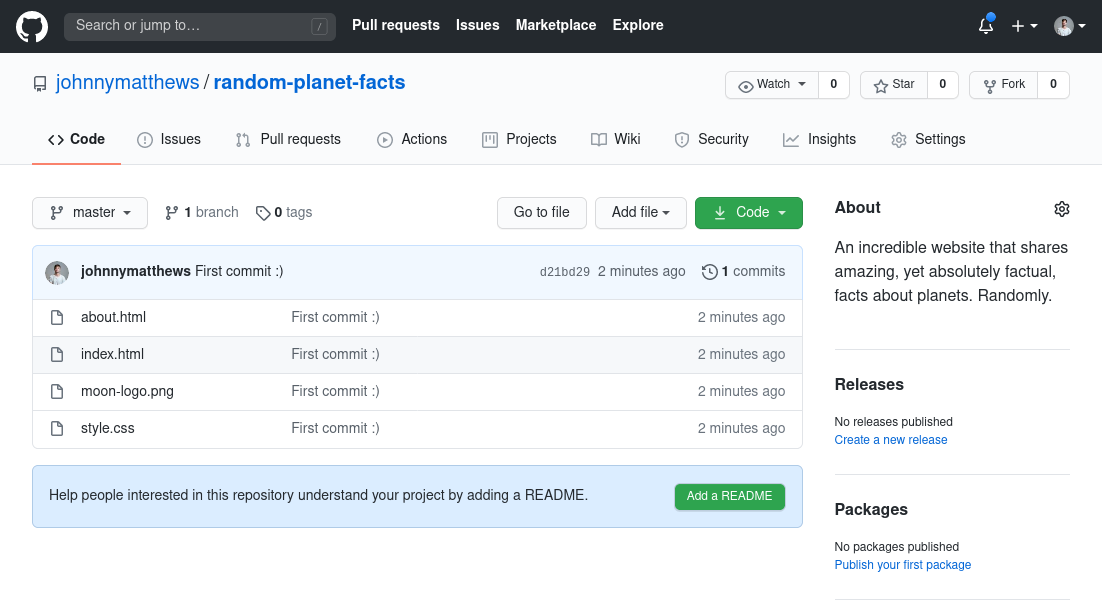 Search or jump to… / Pull requests Issues Marketplace Explore
johnnymatthews / random-planet-facts Watch 0 Star 0 Fork 0
Code Issues Pull requests Actions Projects Wiki Security Insights Settings
master 1 branch 0 tags Go to file Add file Code
johnnymatthews First commit :) d21bd29 2 minutes ago 1 commits
about.html First commit :) 2 minutes ago
index.html First commit :) 2 minutes ago
moon-logo.png First commit :) 2 minutes ago
style.css First commit :) 2 minutes ago
Help people interested in this repository understand your project by adding a README. Add a README
About
An incredible website that shares
amazing, yet absolutely factual,
facts about planets. Randomly.
Releases
No releases published
Create a new release
Packages
No packages published
Publish your first package